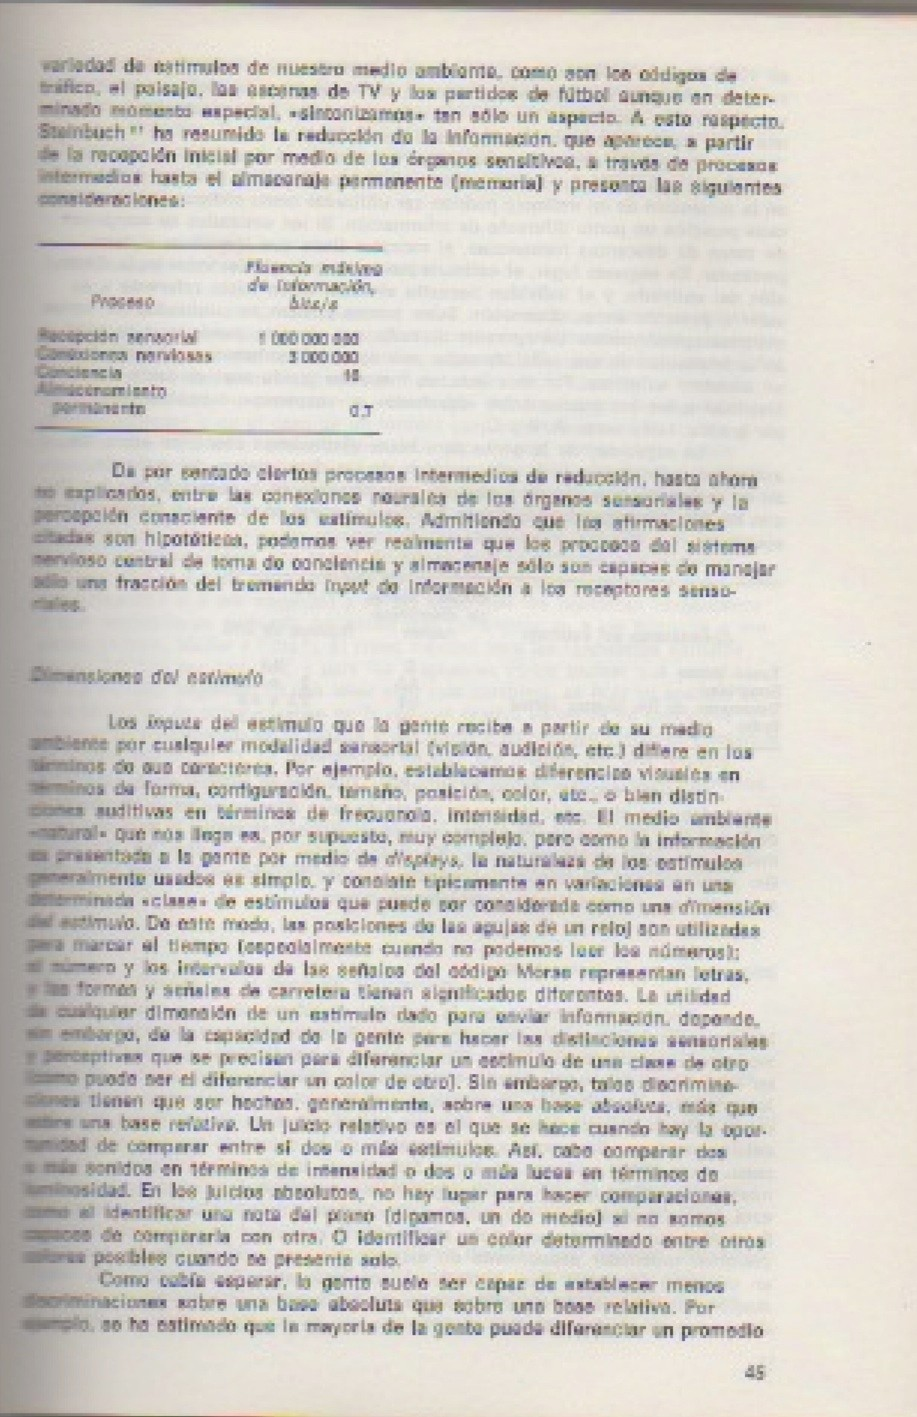 variedad de estímulos de nuestro medio ambiente, como son los códigos de
tráfico, el paisaje, las escenas de TV y los partidos de fútbol aunque en deter-
minado momento especial, «sintonizamos» tan sólo un aspecto. A este respecto,
Steinbuch ha resumido la reducción de la información, que aparece, a partir
de la recepción inicial por medio de los órganos sensitivos, a través de procesos
intermedios hasta el almacenaje permanente (memoria) y presenta las siguientes
consideraciones:
Proceso
Fluencia máxima
de información,
bits/s
Recepción sensorial 1 000 000 000
Conexiones nerviosas 3 000 000
Conciencia 16
Almacenamiento
permanente 0,7
Da por sentado ciertos procesos intermedios de reducción, hasta ahora
no explicados, entre las conexiones neurales de los órganos sensoriales y la
percepción consciente de los estímulos. Admitiendo que las afirmaciones
citadas son hipotéticas, podemos ver realmente que los procesos del sistema
nervioso central de toma de conciencia y almacenaje sólo son capaces de manejar
sólo una fracción del tremendo input de información a los receptores senso-
riales.
Dimensiones del estímulo
Los inputs del estímulo que la gente recibe a partir de su medio
ambiente por cualquier modalidad sensorial (visión, audición, etc.) difiere en los
términos de sus caracteres. Por ejemplo, establecemos diferencias visuales en
términos de forma, configuración, tamaño, posición, color, etc., o bien distin-
ciones auditivas en términos de frecuencia, intensidad, etc. El medio ambiente
«natural» que nos llega es, por supuesto, muy complejo, pero como la información
es presentada a la gente por medio de displays, la naturaleza de los estímulos
generalmente usados es simple, y consiste típicamente en variaciones en una
determinada «clase» de estímulos que puede ser considerada como una dimensión
del estímulo. De este modo, las posiciones de las agujas de un reloj son utilizadas
para marcar el tiempo (especialmente cuando no podemos leer los números);
el número y los intervalos de las señales del código Morse representan letras,
y las formas y señales de carretera tienen significados diferentes. La utilidad
de cualquier dimensión de un estímulo dado para enviar información, depende,
sin embargo, de la capacidad de la gente para hacer las distinciones sensoriales
y perceptivas que se precisan para diferenciar un estímulo de una clase de otro
(como puede ser el diferenciar un color de otro). Sin embargo, tales discrimina-
ciones tienen que ser hechas, generalmente, sobre una base absoluta, más que
sobre una base relativa. Un juicio relativo es el que se hace cuando hay la opor-
tunidad de comparar entre sí dos o más estímulos. Así, cabe comparar dos
o más sonidos en términos de intensidad o dos o más luces en términos de
luminosidad. En los juicios absolutos, no hay lugar para hacer comparaciones,
como al identificar una nota del piano (digamos, un do medio) si no somos
capaces de compararla con otra. O identificar un color determinado entre otros
colores posibles cuando se presenta solo.
Como cabía esperar, la gente suele ser capaz de establecer menos
discriminaciones sobre una base absoluta que sobre una base relativa. Por
ejemplo, se ha estimado que la mayoría de la gente puede diferenciar un promedio
45